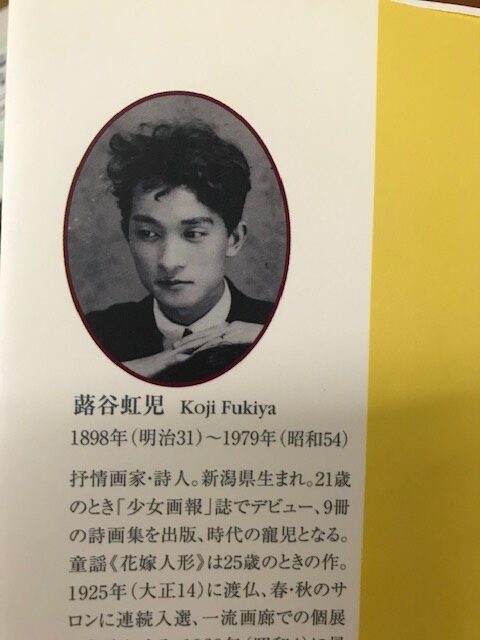 蕗谷虹児 Koji Fukiya
1898年(明治31)～1979年(昭和54)
抒情画家・詩人。新潟県生まれ。21歳
のとき「少女画報」誌でデビュー、9冊
の詩画集を出版、時代の寵児となる。
童謡《花嫁人形》は25歳のときの作。
1925年(大正14)に渡仏、春・秋のサ
ロンに連続入選、一流画廊での個展